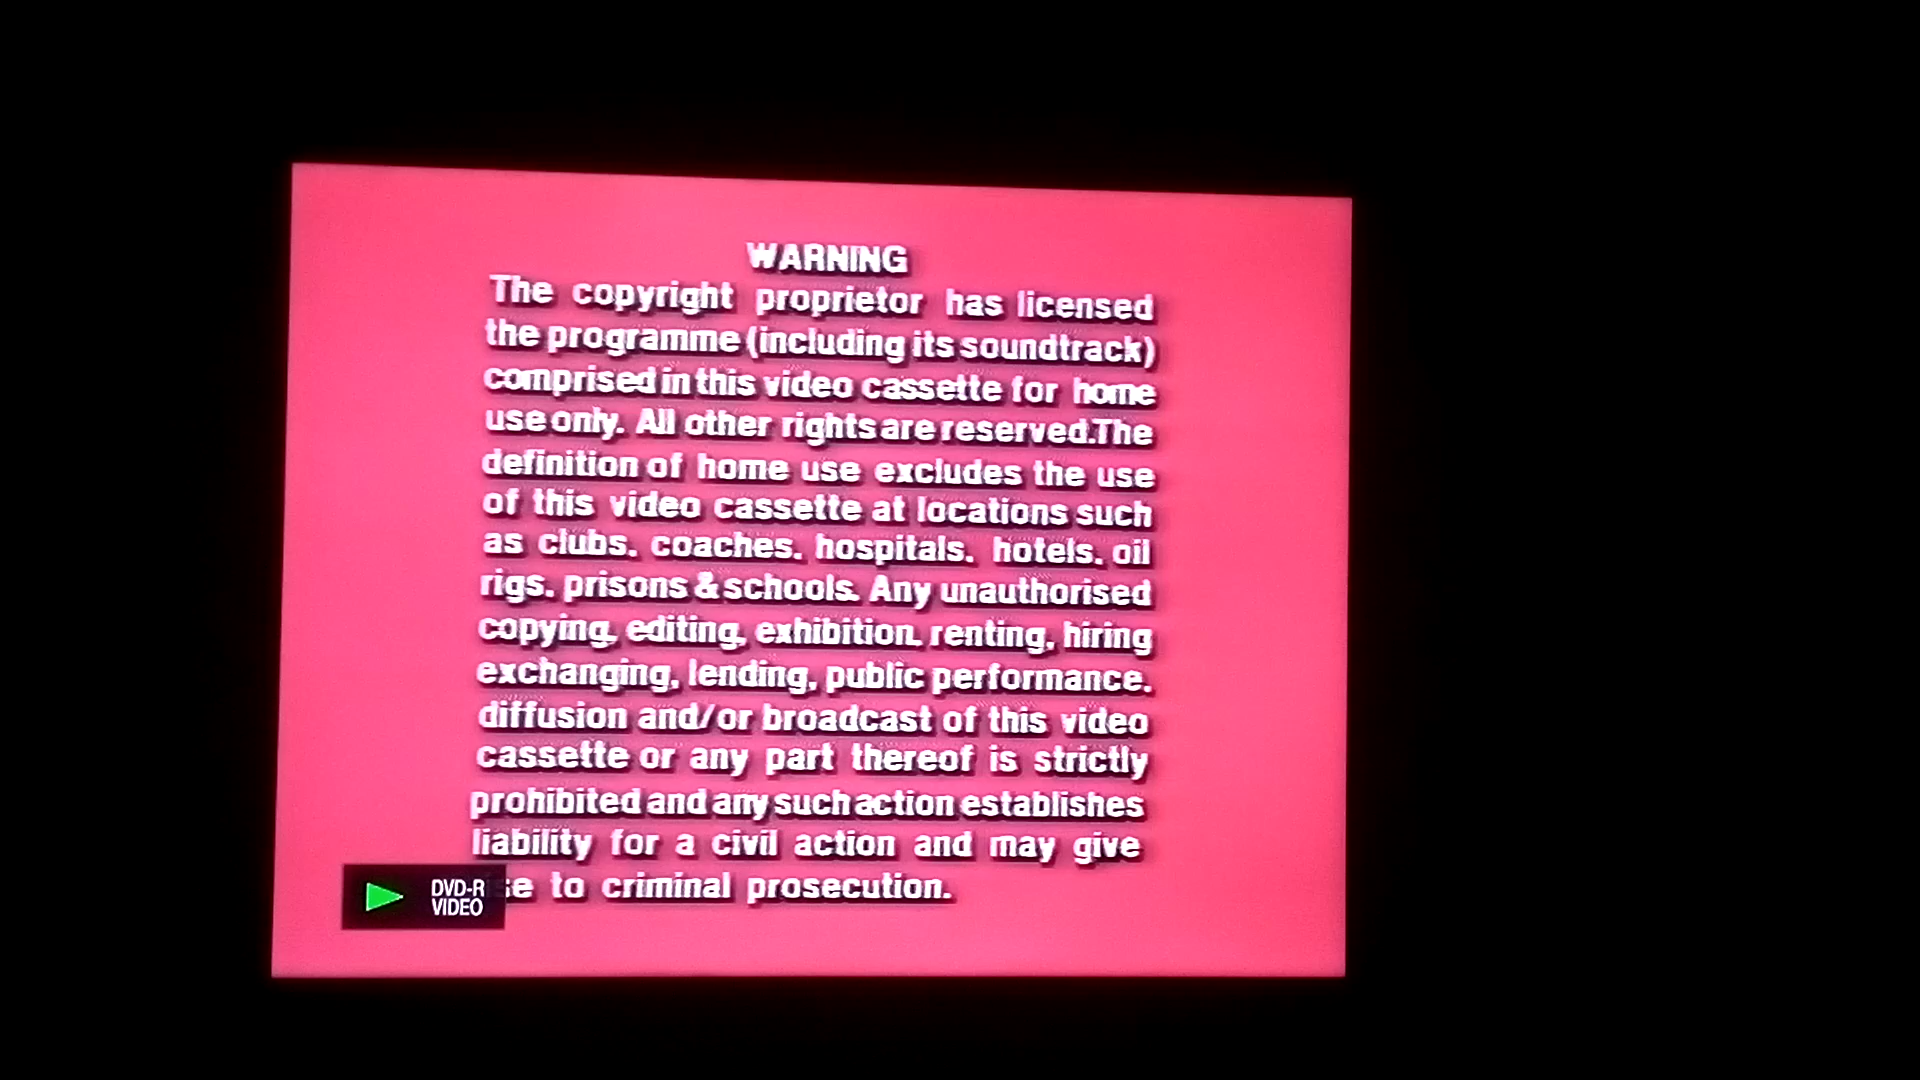 WARNING
The copyright proprietor has licensed
the programme (including its soundtrack)
comprised in this video cassette for home
use only. All other rights are reserved.The
definition of home use excludes the use
of this video cassette at locations such
as clubs. coaches. hospitals. hotels. oil
rigs. prisons & schools. Any unauthorised
copying, editing, exhibition, renting, hiring
exchanging, lending, public performance.
diffusion and/or broadcast of this video
cassette or any part thereof is strictly
prohibited and any such action establishes
liability for a civil action and may give
se to criminal prosecution.
DVD-R
VIDEO